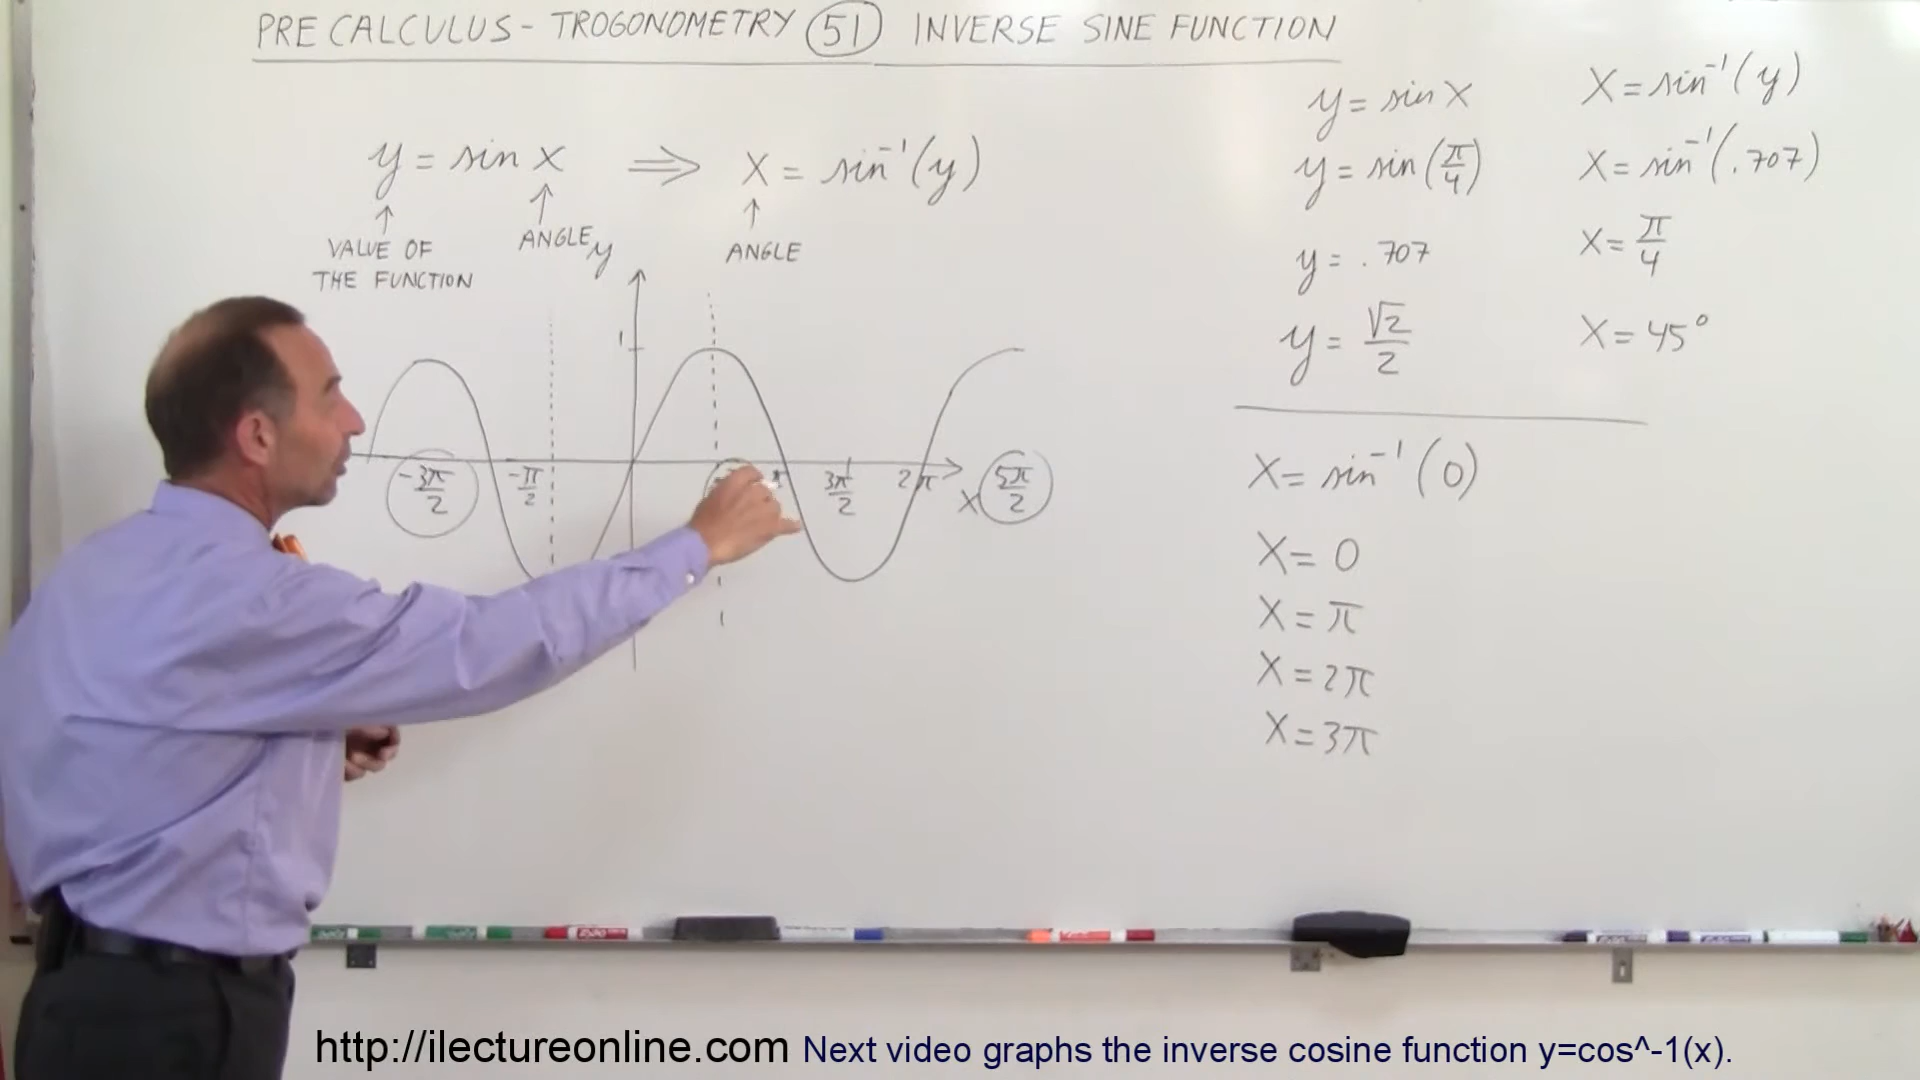 PRE CALCULUS - TROGONOMETRY 51 INVERSE SINE FUNCTION
y = sin x ⇒ x = sin⁻¹(y)
↑ ↑ ↑
VALUE OF
THE FUNCTION
ANGLE
ANGLE
y
1
-3π/2 -π/2 π 3π/2 2π x 5π/2
y = sin x
y = sin(π/4)
y = .707
y = √2/2
x = sin⁻¹(y)
x = sin⁻¹(.707)
x = π/4
x = 45°
x = sin⁻¹(0)
x = 0
x = π
x = 2π
x = 3π
http://ilectureonline.com Next video graphs the inverse cosine function y=cos^-1(x).